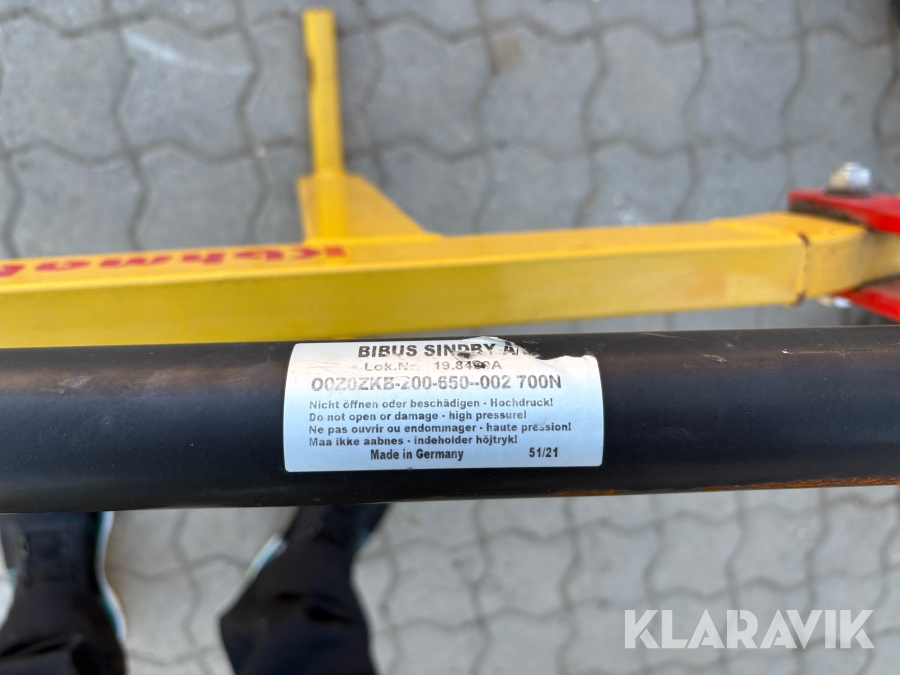 BIBUS SINDBY
Lok.Nr.
O0Z0ZKB-200-650--002 700N
Nicht öffnen oder beschädigen - Hochdruck!
Do not open or damage - high pressure!
Ne pas ouvrir ou endommager - haute pression!
Maa ikke aabnes - indeholder höjtryk!
Made in Germany 51/21
KLARAVIK